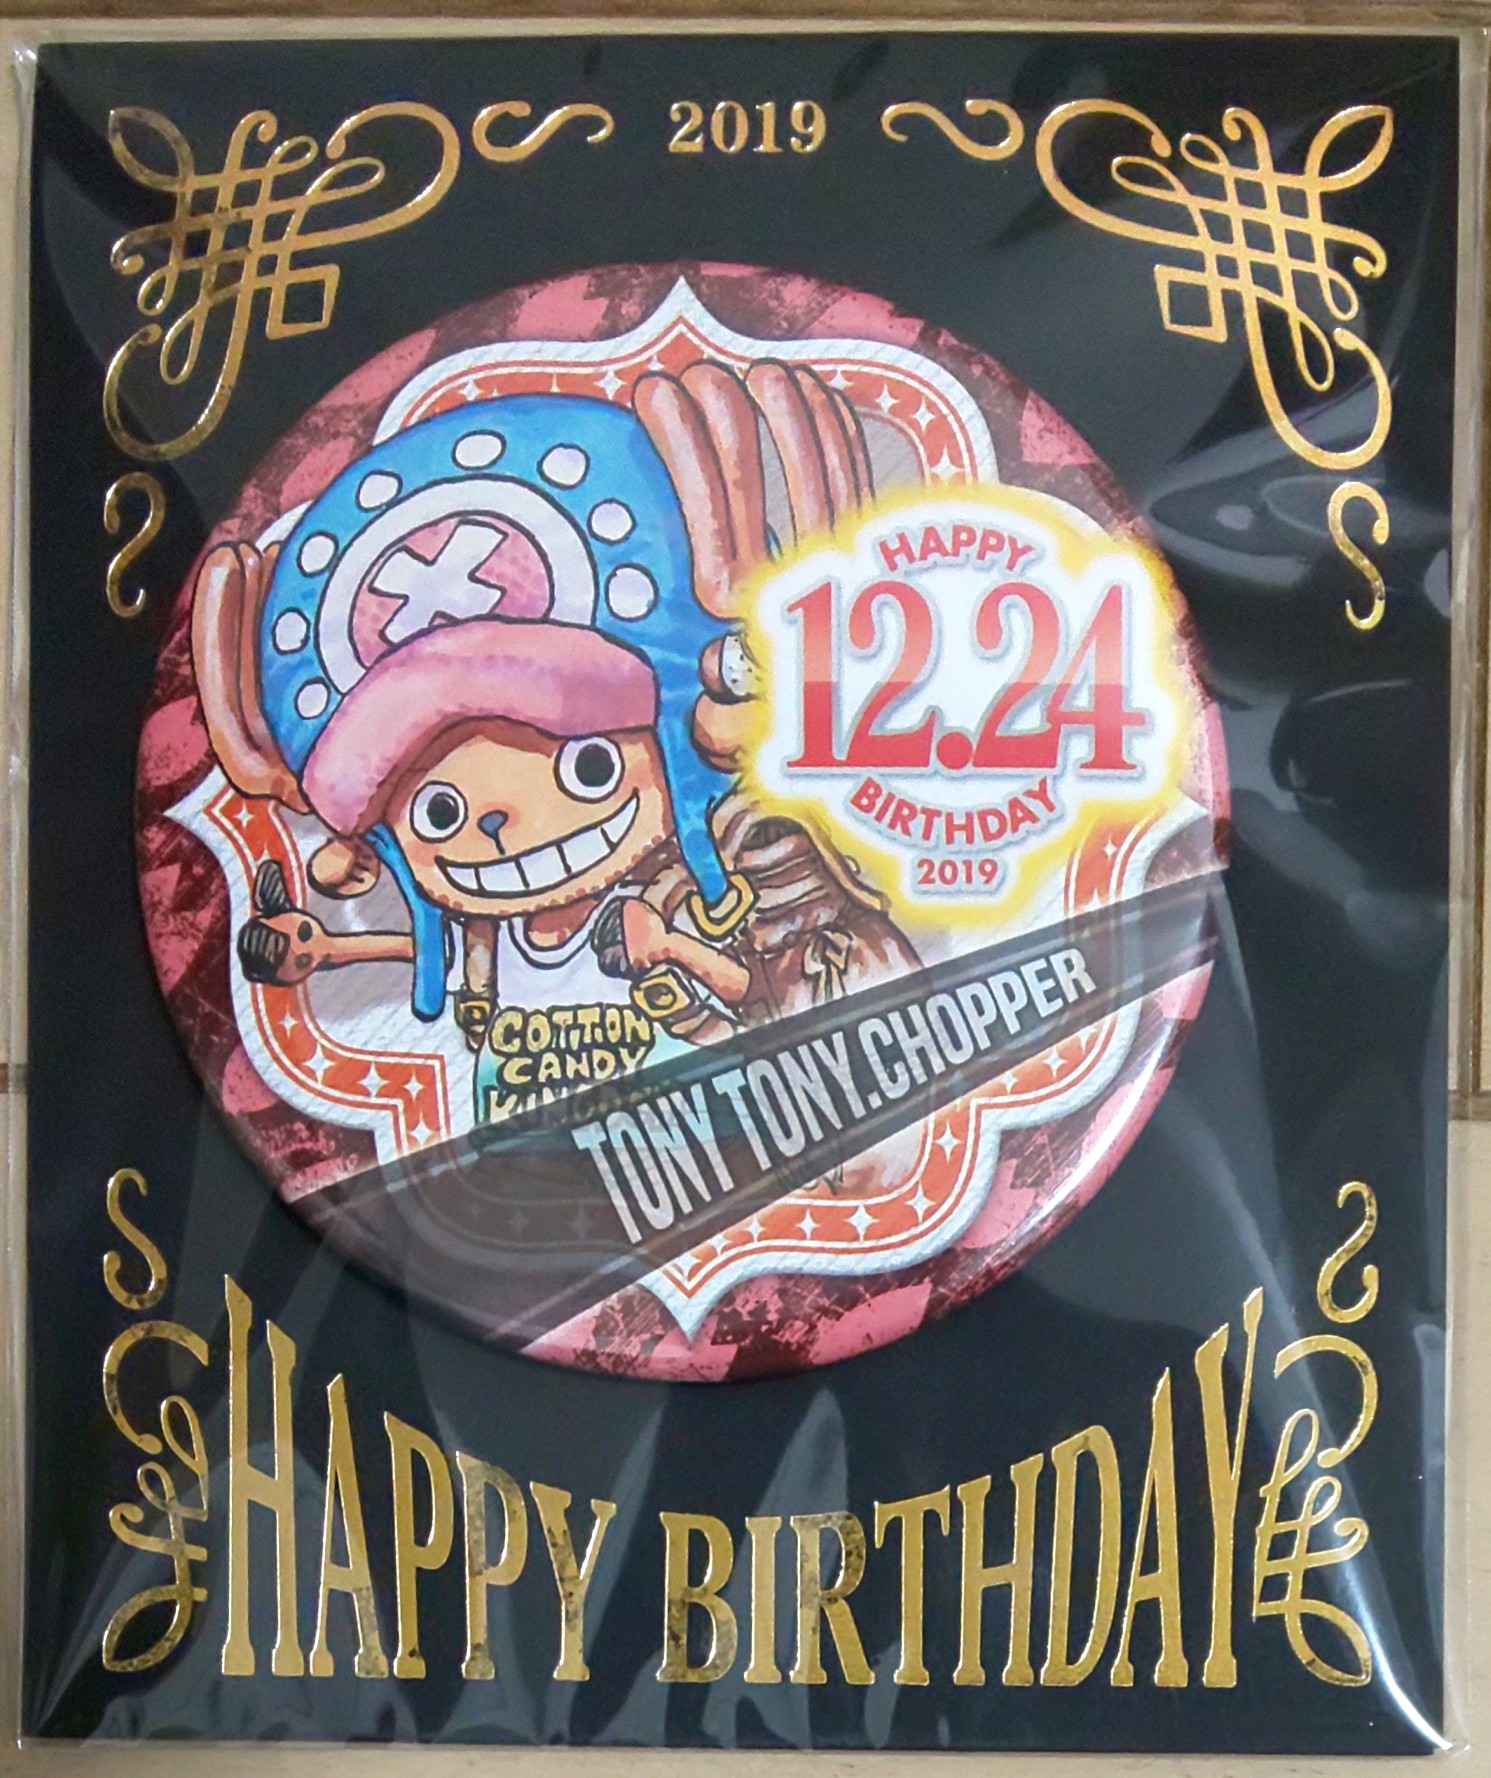 2019
HAPPY
12.24
BIRTHDAY
2019
COTTON
CANDY
TONY TONY.CHOPPER
HAPPY BIRTHDAY